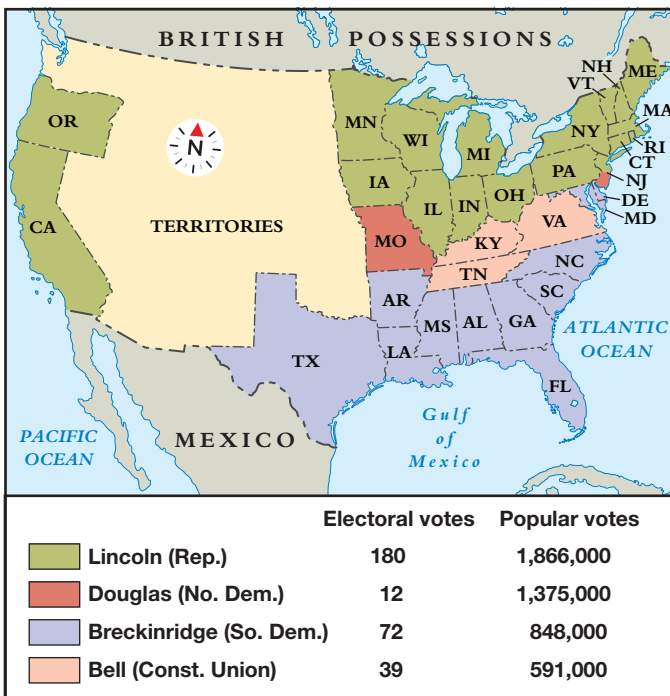 BRITISH POSSESSIONS
NH
ME
VT
OR
MN
MA
WI
NY
MI
RI
CT
IA
PA
NJ
N
OH
IL
IN
DE
MD
CA
TERRITORIES
VA
MO
KY
NC
TN
AR
SC
MS
AL
GA
ATLANTIC
OCEAN
LA
TX
FL
Gulf
of
Mexico
PACIFIC
OCEAN
MEXICO
Electoral votes Popular votes
Lincoln (Rep.) 180 1,866,000
Douglas (No. Dem.) 12 1,375,000
Breckinridge (So. Dem.) 72 848,000
Bell (Const. Union) 39 591,000